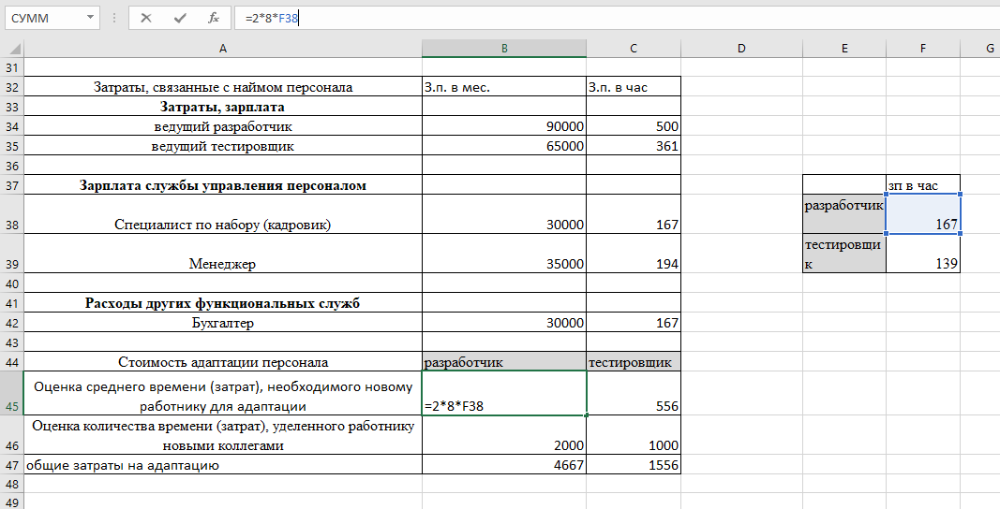 СУММ =2*8*F38
A B C D E F G
31
32 Затраты, связанные с наймом персонала З.п. в мес. З.п. в час
33 Затраты, зарплата
34 ведущий разработчик 90000 500
35 ведущий тестировщик 65000 361
36
37 Зарплата службы управления персоналом зп в час
разработчик
38 Специалист по набору (кадровик) 30000 167 167
тестировщи
39 Менеджер 35000 194 к 139
40
41 Расходы других функциональных служб
42 Бухгалтер 30000 167
43
44 Стоимость адаптации персонала разработчик тестировщик
Оценка среднего времени (затрат), необходимого новому
45 работнику для адаптации =2*8*F38 556
Оценка количества времени (затрат), уделенного работнику
46 новыми коллегами 2000 1000
47 общие затраты на адаптацию 4667 1556
48
49